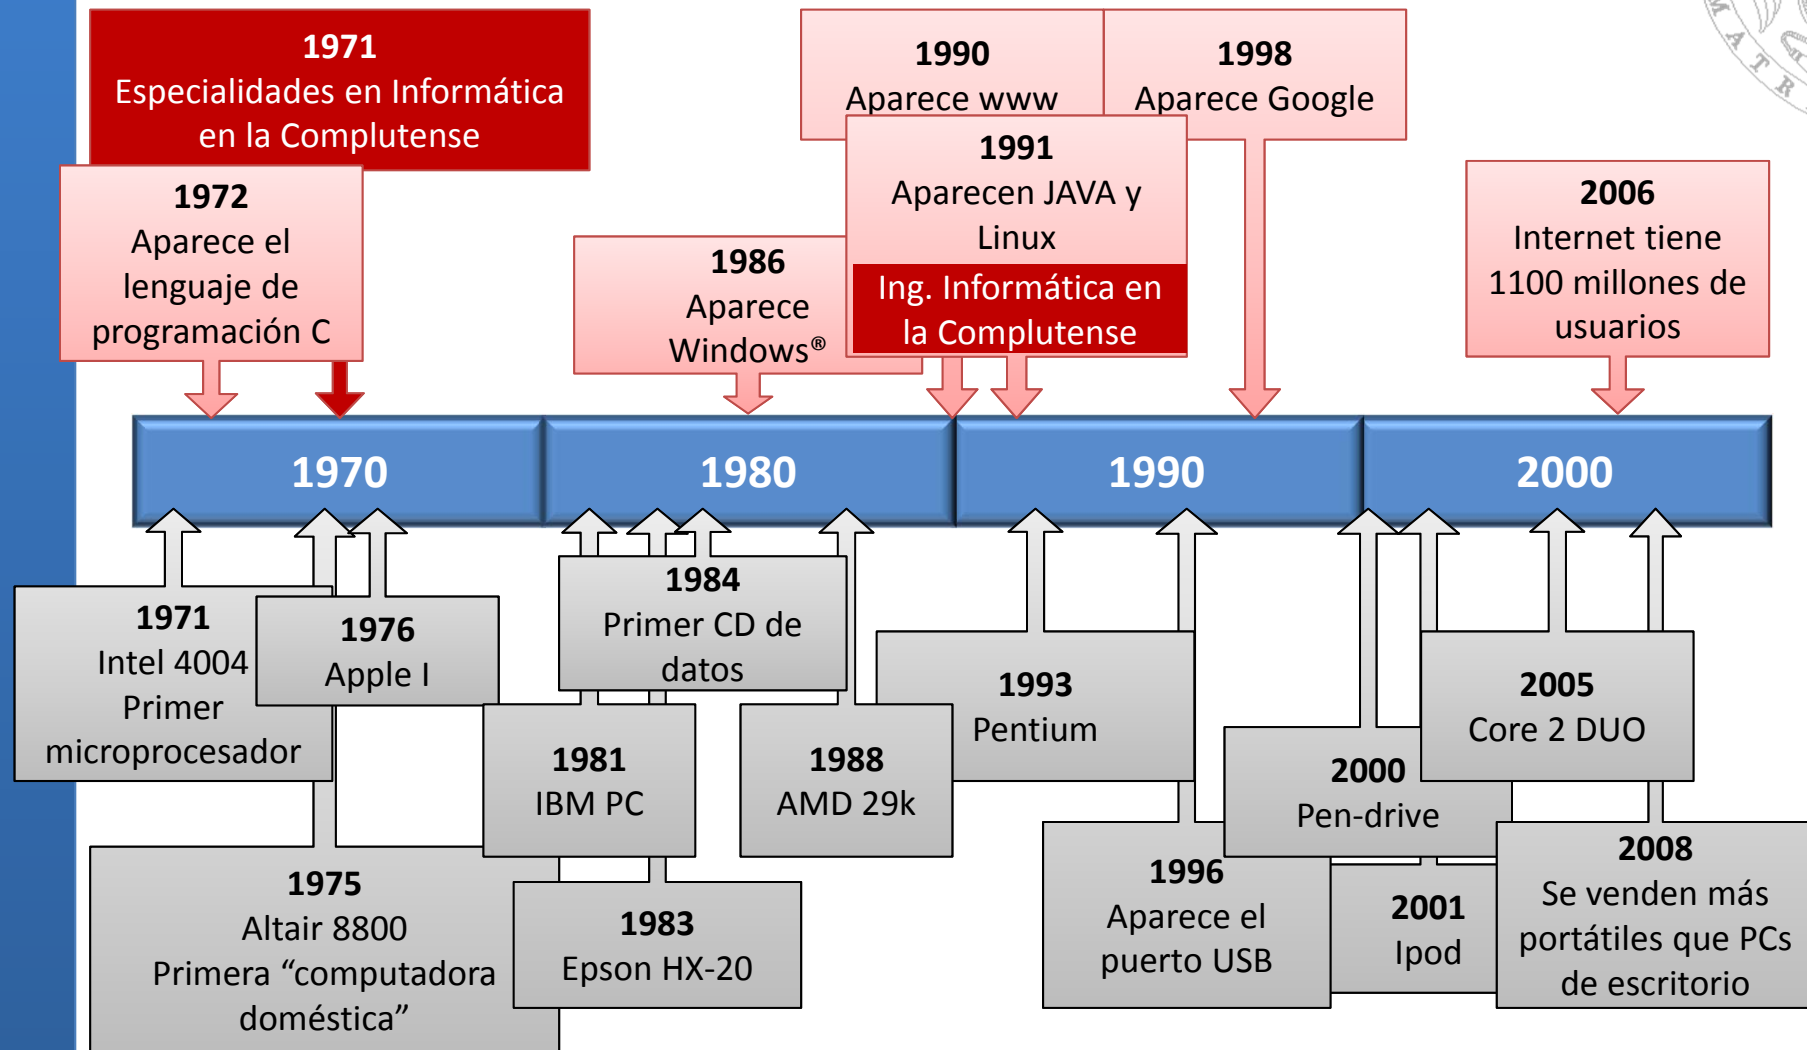 1971
Especialidades en Informática
en la Complutense
1972
Aparece el
lenguaje de
programación C
1986
Aparece
Windows®
1990
Aparece www
1991
Aparecen JAVA y
Linux
Ing. Informática en
la Complutense
1998
Aparece Google
2006
Internet tiene
1100 millones de
usuarios
1970
1980
1990
2000
1971
Intel 4004
Primer
microprocesador
1975
Altair 8800
Primera “computadora
doméstica”
1976
Apple I
1981
IBM PC
1983
Epson HX-20
1984
Primer CD de
datos
1988
AMD 29k
1993
Pentium
1996
Aparece el
puerto USB
2000
Pen-drive
2001
Ipod
2005
Core 2 DUO
2008
Se venden más
portátiles que PCs
de escritorio